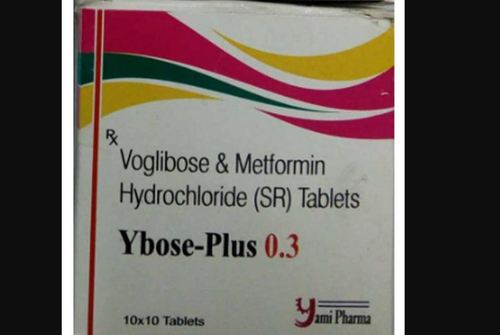 Rx
Voglibose & Metformin
Hydrochloride (SR) Tablets
Ybose-Plus 0.3
10x10 Tablets
Yami Pharma